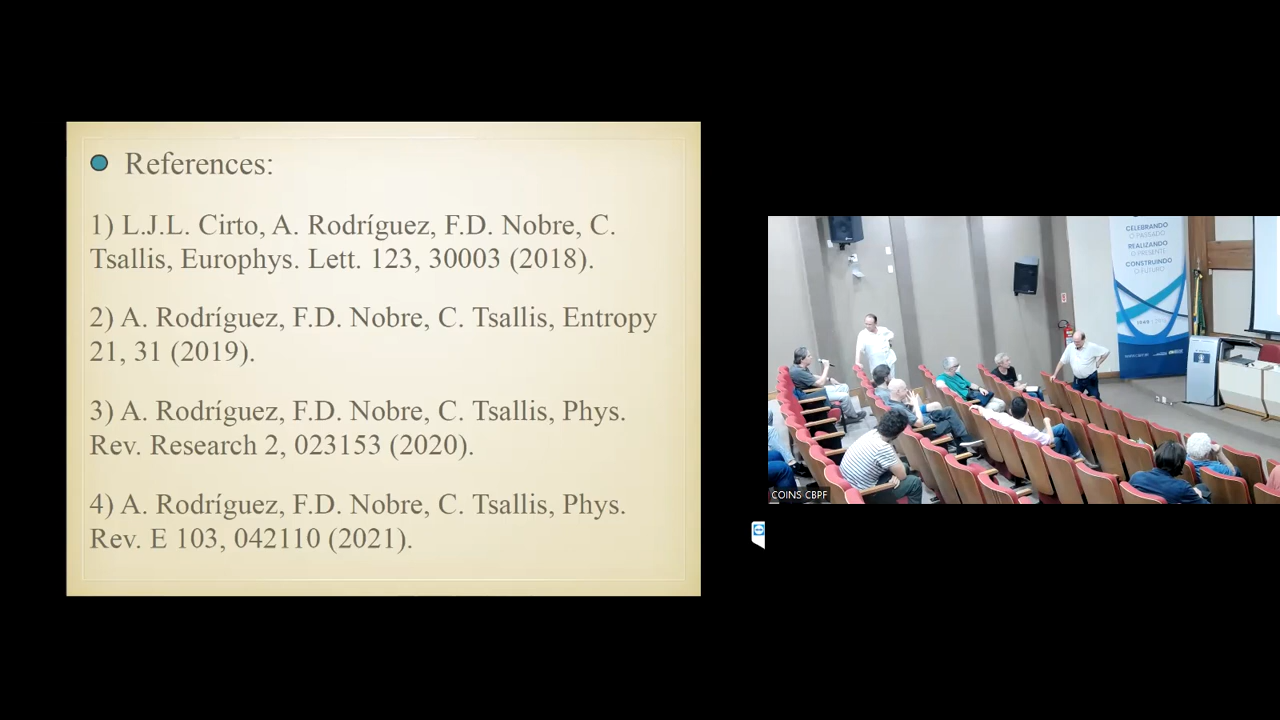 References:
1) L.J.L. Cirto, A. Rodríguez, F.D. Nobre, C.
Tsallis, Europhys. Lett. 123, 30003 (2018).
2) A. Rodríguez, F.D. Nobre, C. Tsallis, Entropy
21, 31 (2019).
3) A. Rodríguez, F.D. Nobre, C. Tsallis, Phys.
Rev. Research 2, 023153 (2020).
4) A. Rodríguez, F.D. Nobre, C. Tsallis, Phys.
Rev. E 103, 042110 (2021).
CELEBRANDO
O PASSADO
REALIZANDO
O PRESENTE
CONSTRUINDO
O FUTURO
COINS CBPF